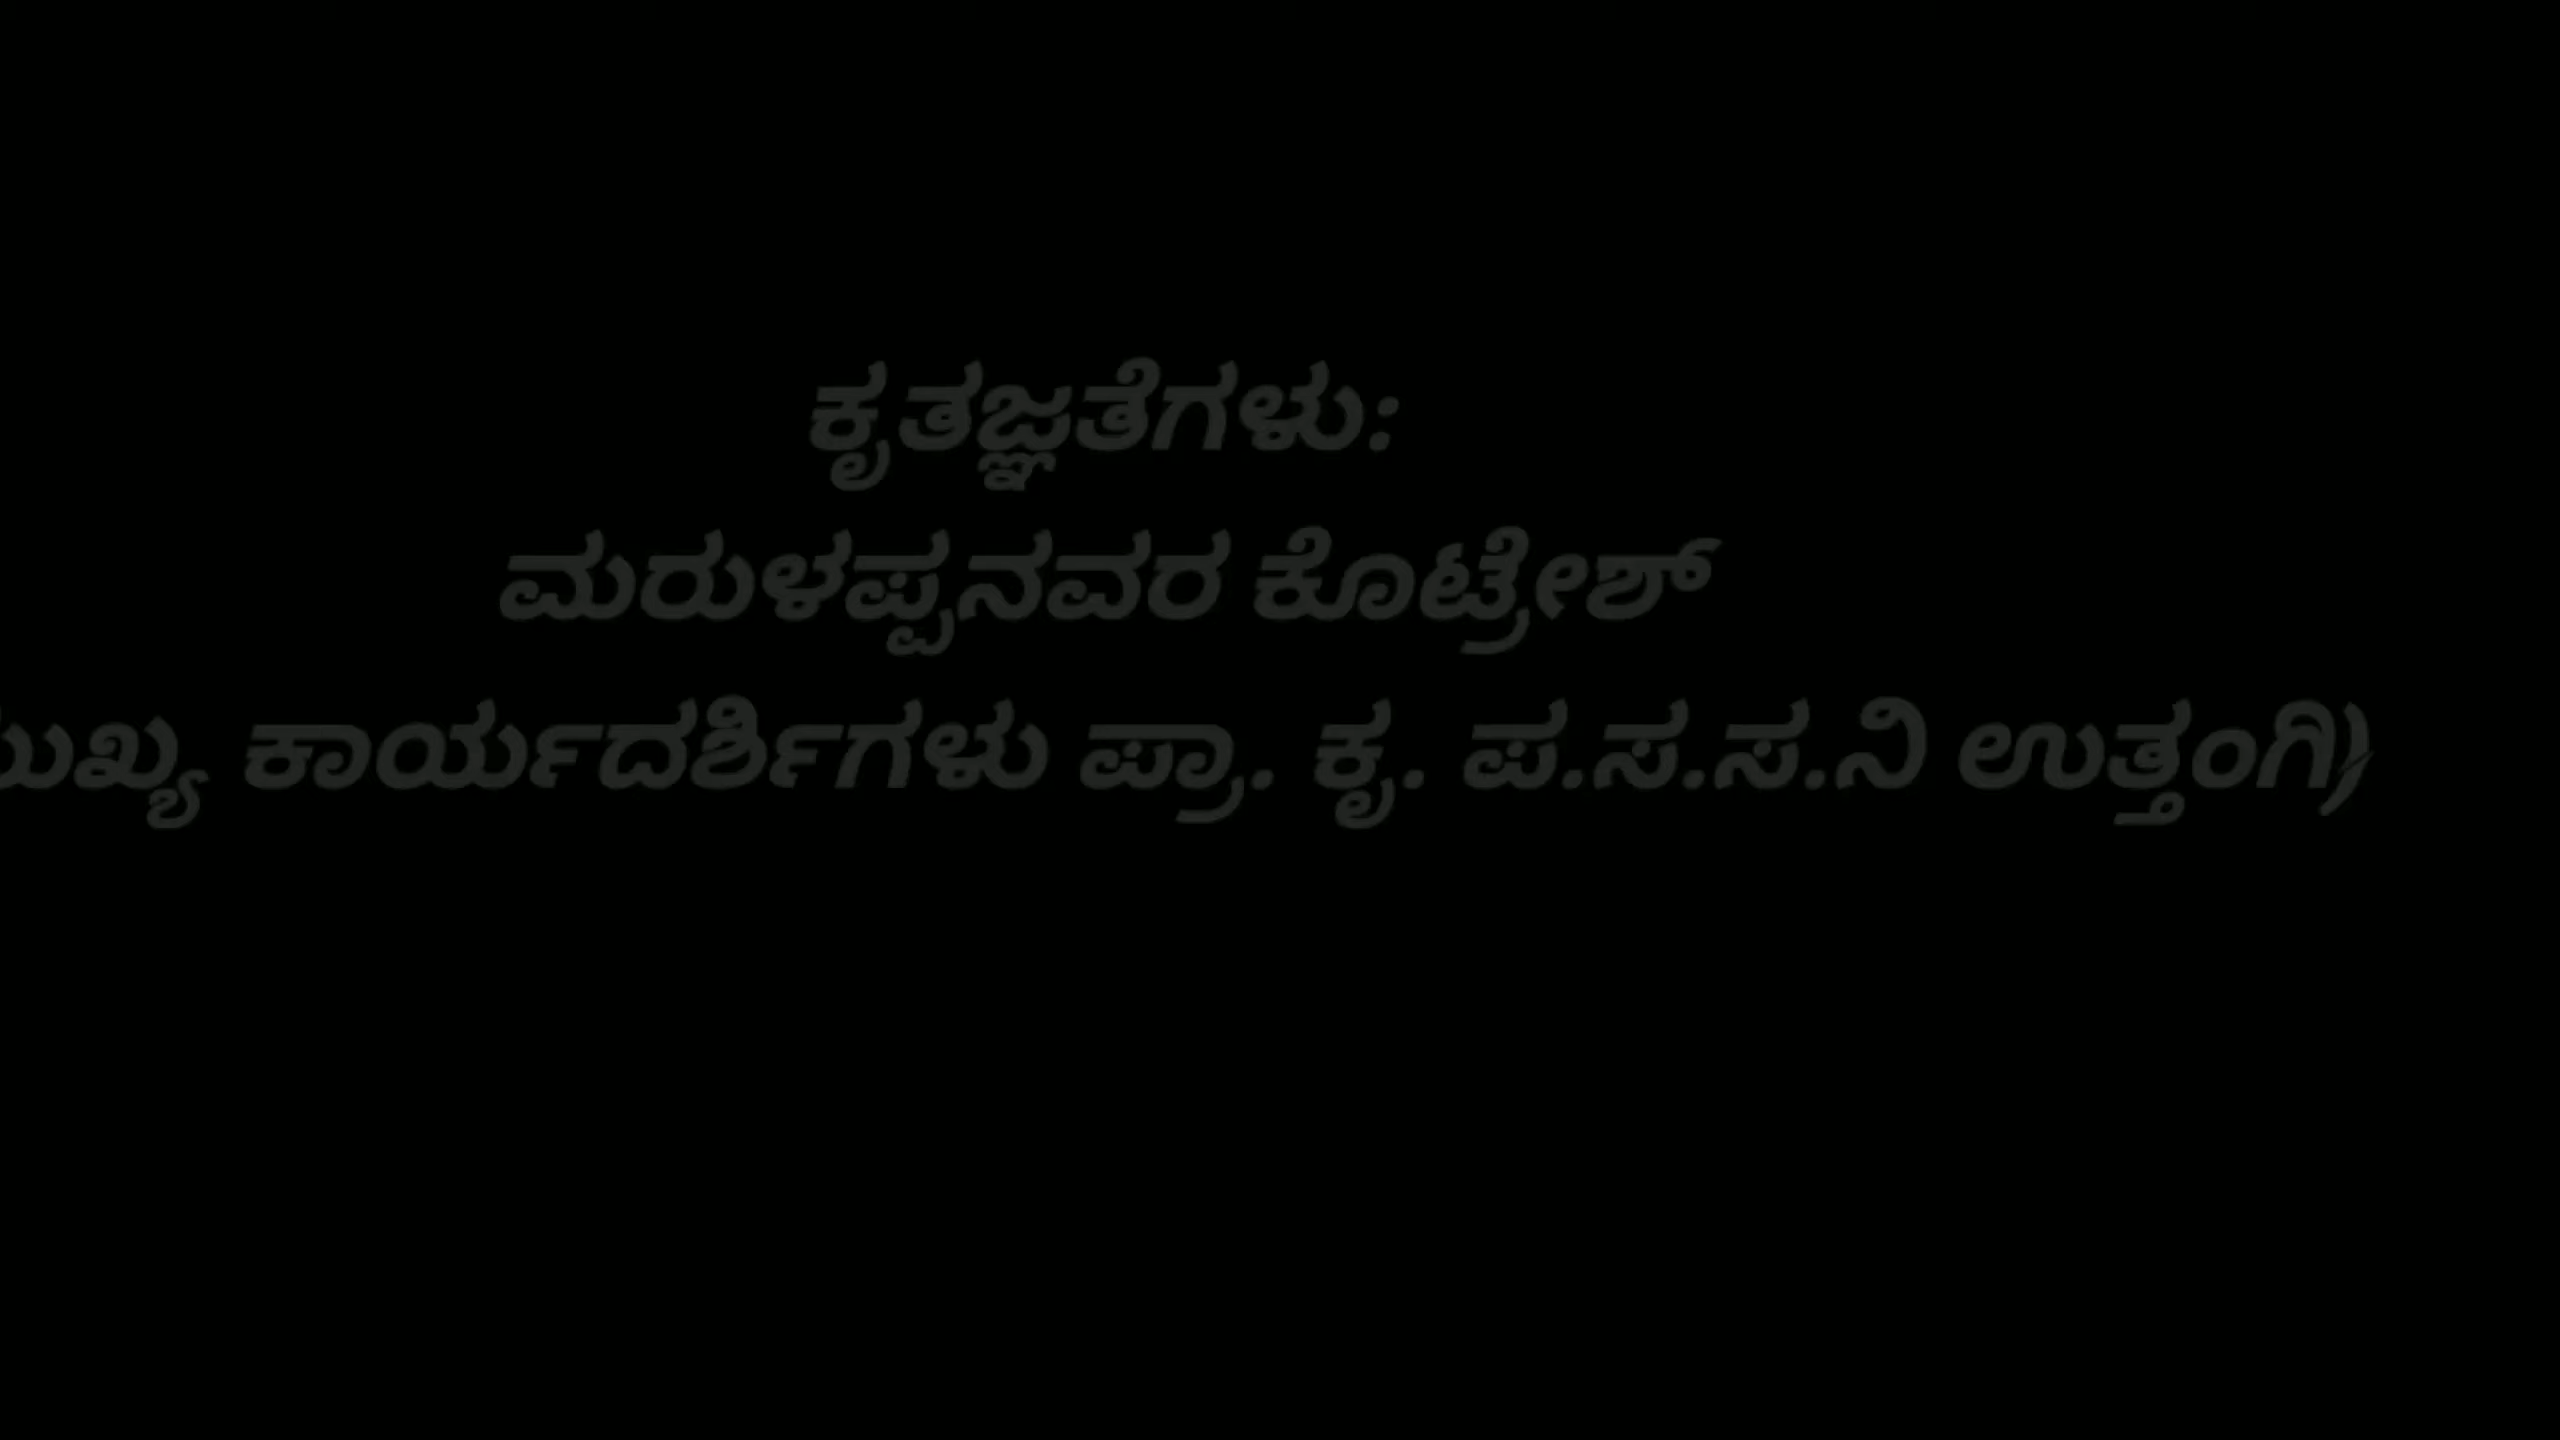 ಕೃತಜ್ಞತೆಗಳು:
ಮರುಳಪ್ಪನವರ ಕೊಟ್ರೇಶ್
ಕಾರ್ಯದರ್ಶಿಗಳು ಪ್ರಾ. ಕೃ. ಪ.ಸ.ಸ.ನಿ ಉತ್ತಂಗಿ)